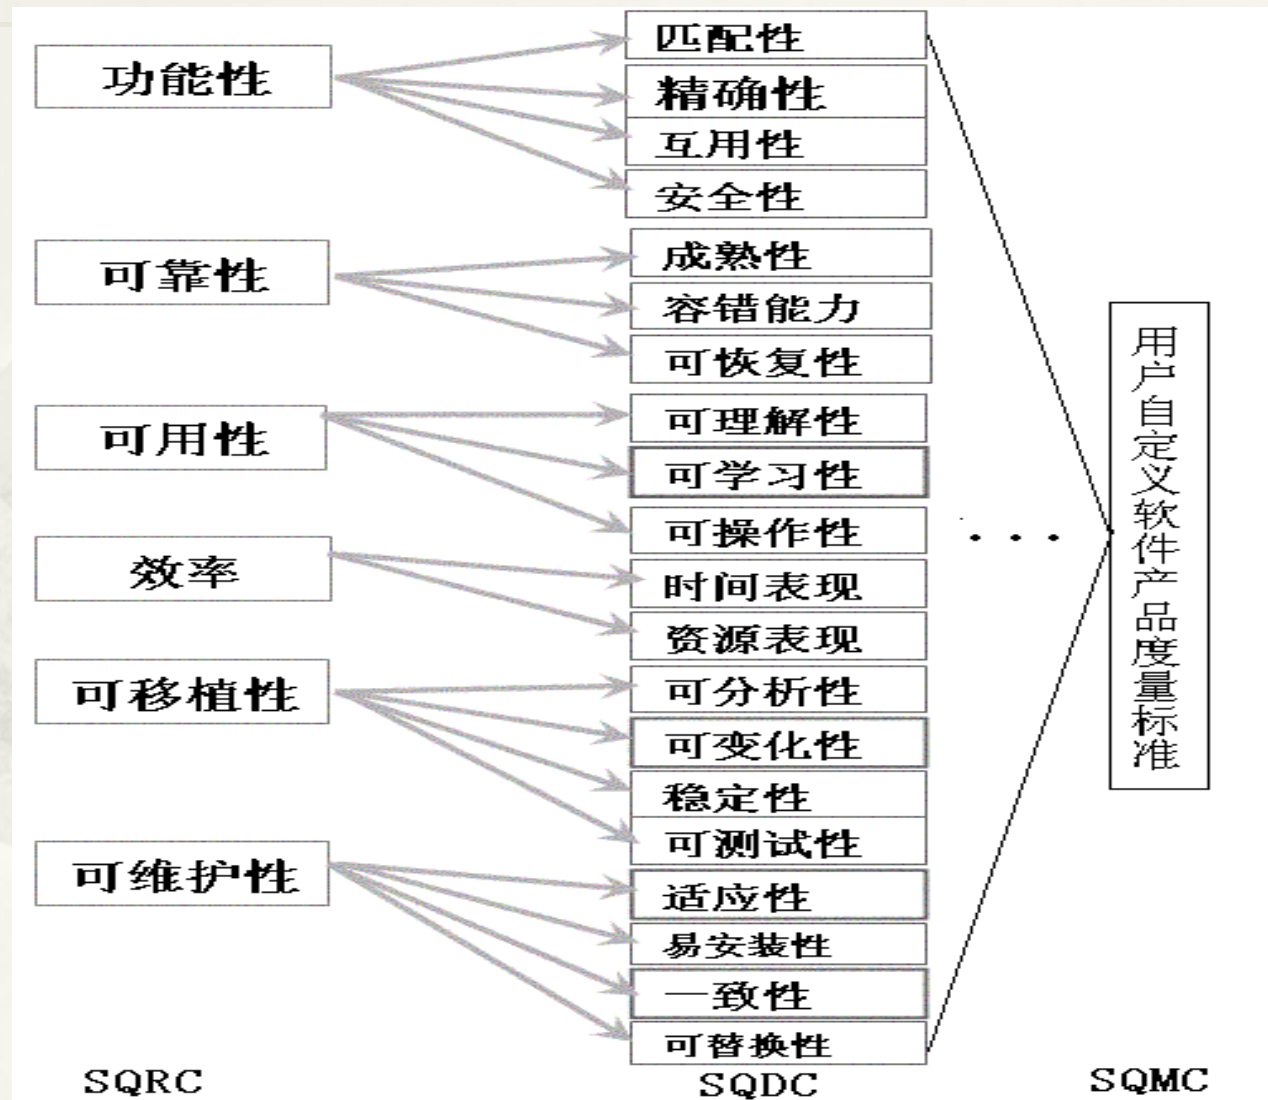 功能性
可靠性
可用性
效率
可移植性
可维护性
SQRC
匹配性
精确性
互用性
安全性
成熟性
容错能力
可恢复性
可理解性
可学习性
可操作性
时间表现
资源表现
可分析性
可变化性
稳定性
可测试性
适应性
易安装性
一致性
可替换性
SQDC
...
用户自定义软件产品度量标准
SQMC